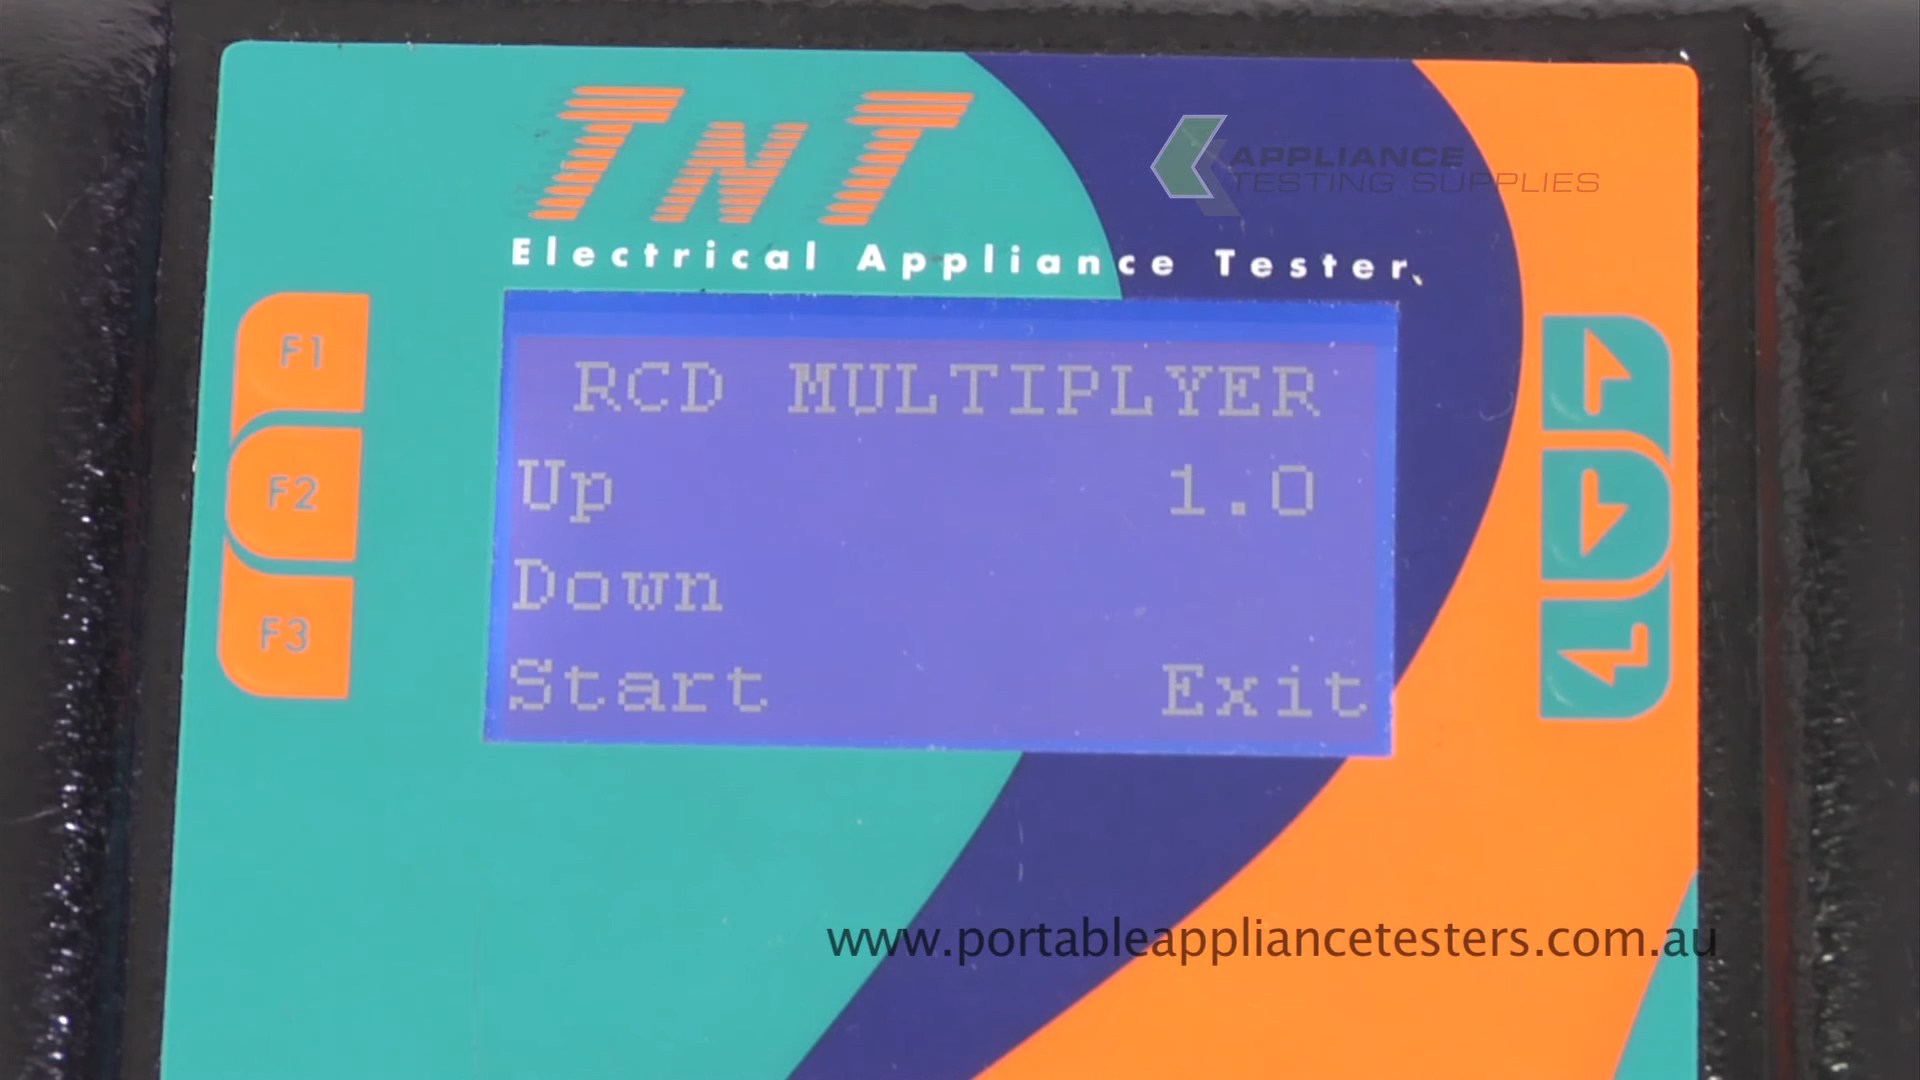 TNT
APPLIANCE
TESTING SUPPLIES
Electrical Appliance Tester
F1
F2
F3
RCD MULTIPLYER
Up 1.0
Down
Start Exit
www.portableappliancetesters.com.au